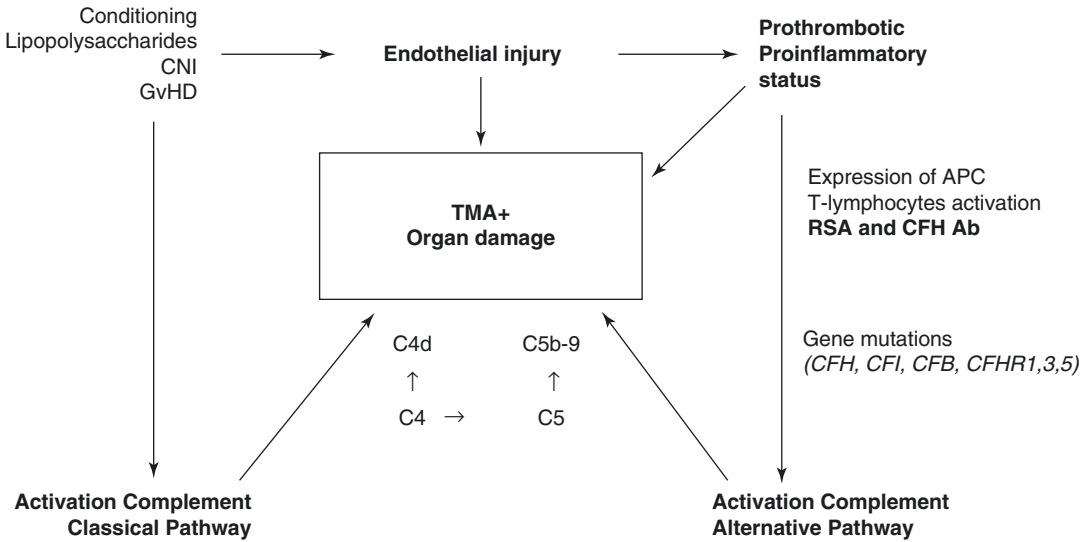 Conditioning
Lipopolysaccharides
CNI
GvHD
Endothelial injury
Prothrombotic
Proinflammatory
status
TMA+
Organ damage
Expression of APC
T-lymphocytes activation
RSA and CFH Ab
Gene mutations
(CFH, CFI, CFB, CFHR1,3,5)
C4d
C5b-9
C4
C5
Activation Complement
Classical Pathway
Activation Complement
Alternative Pathway